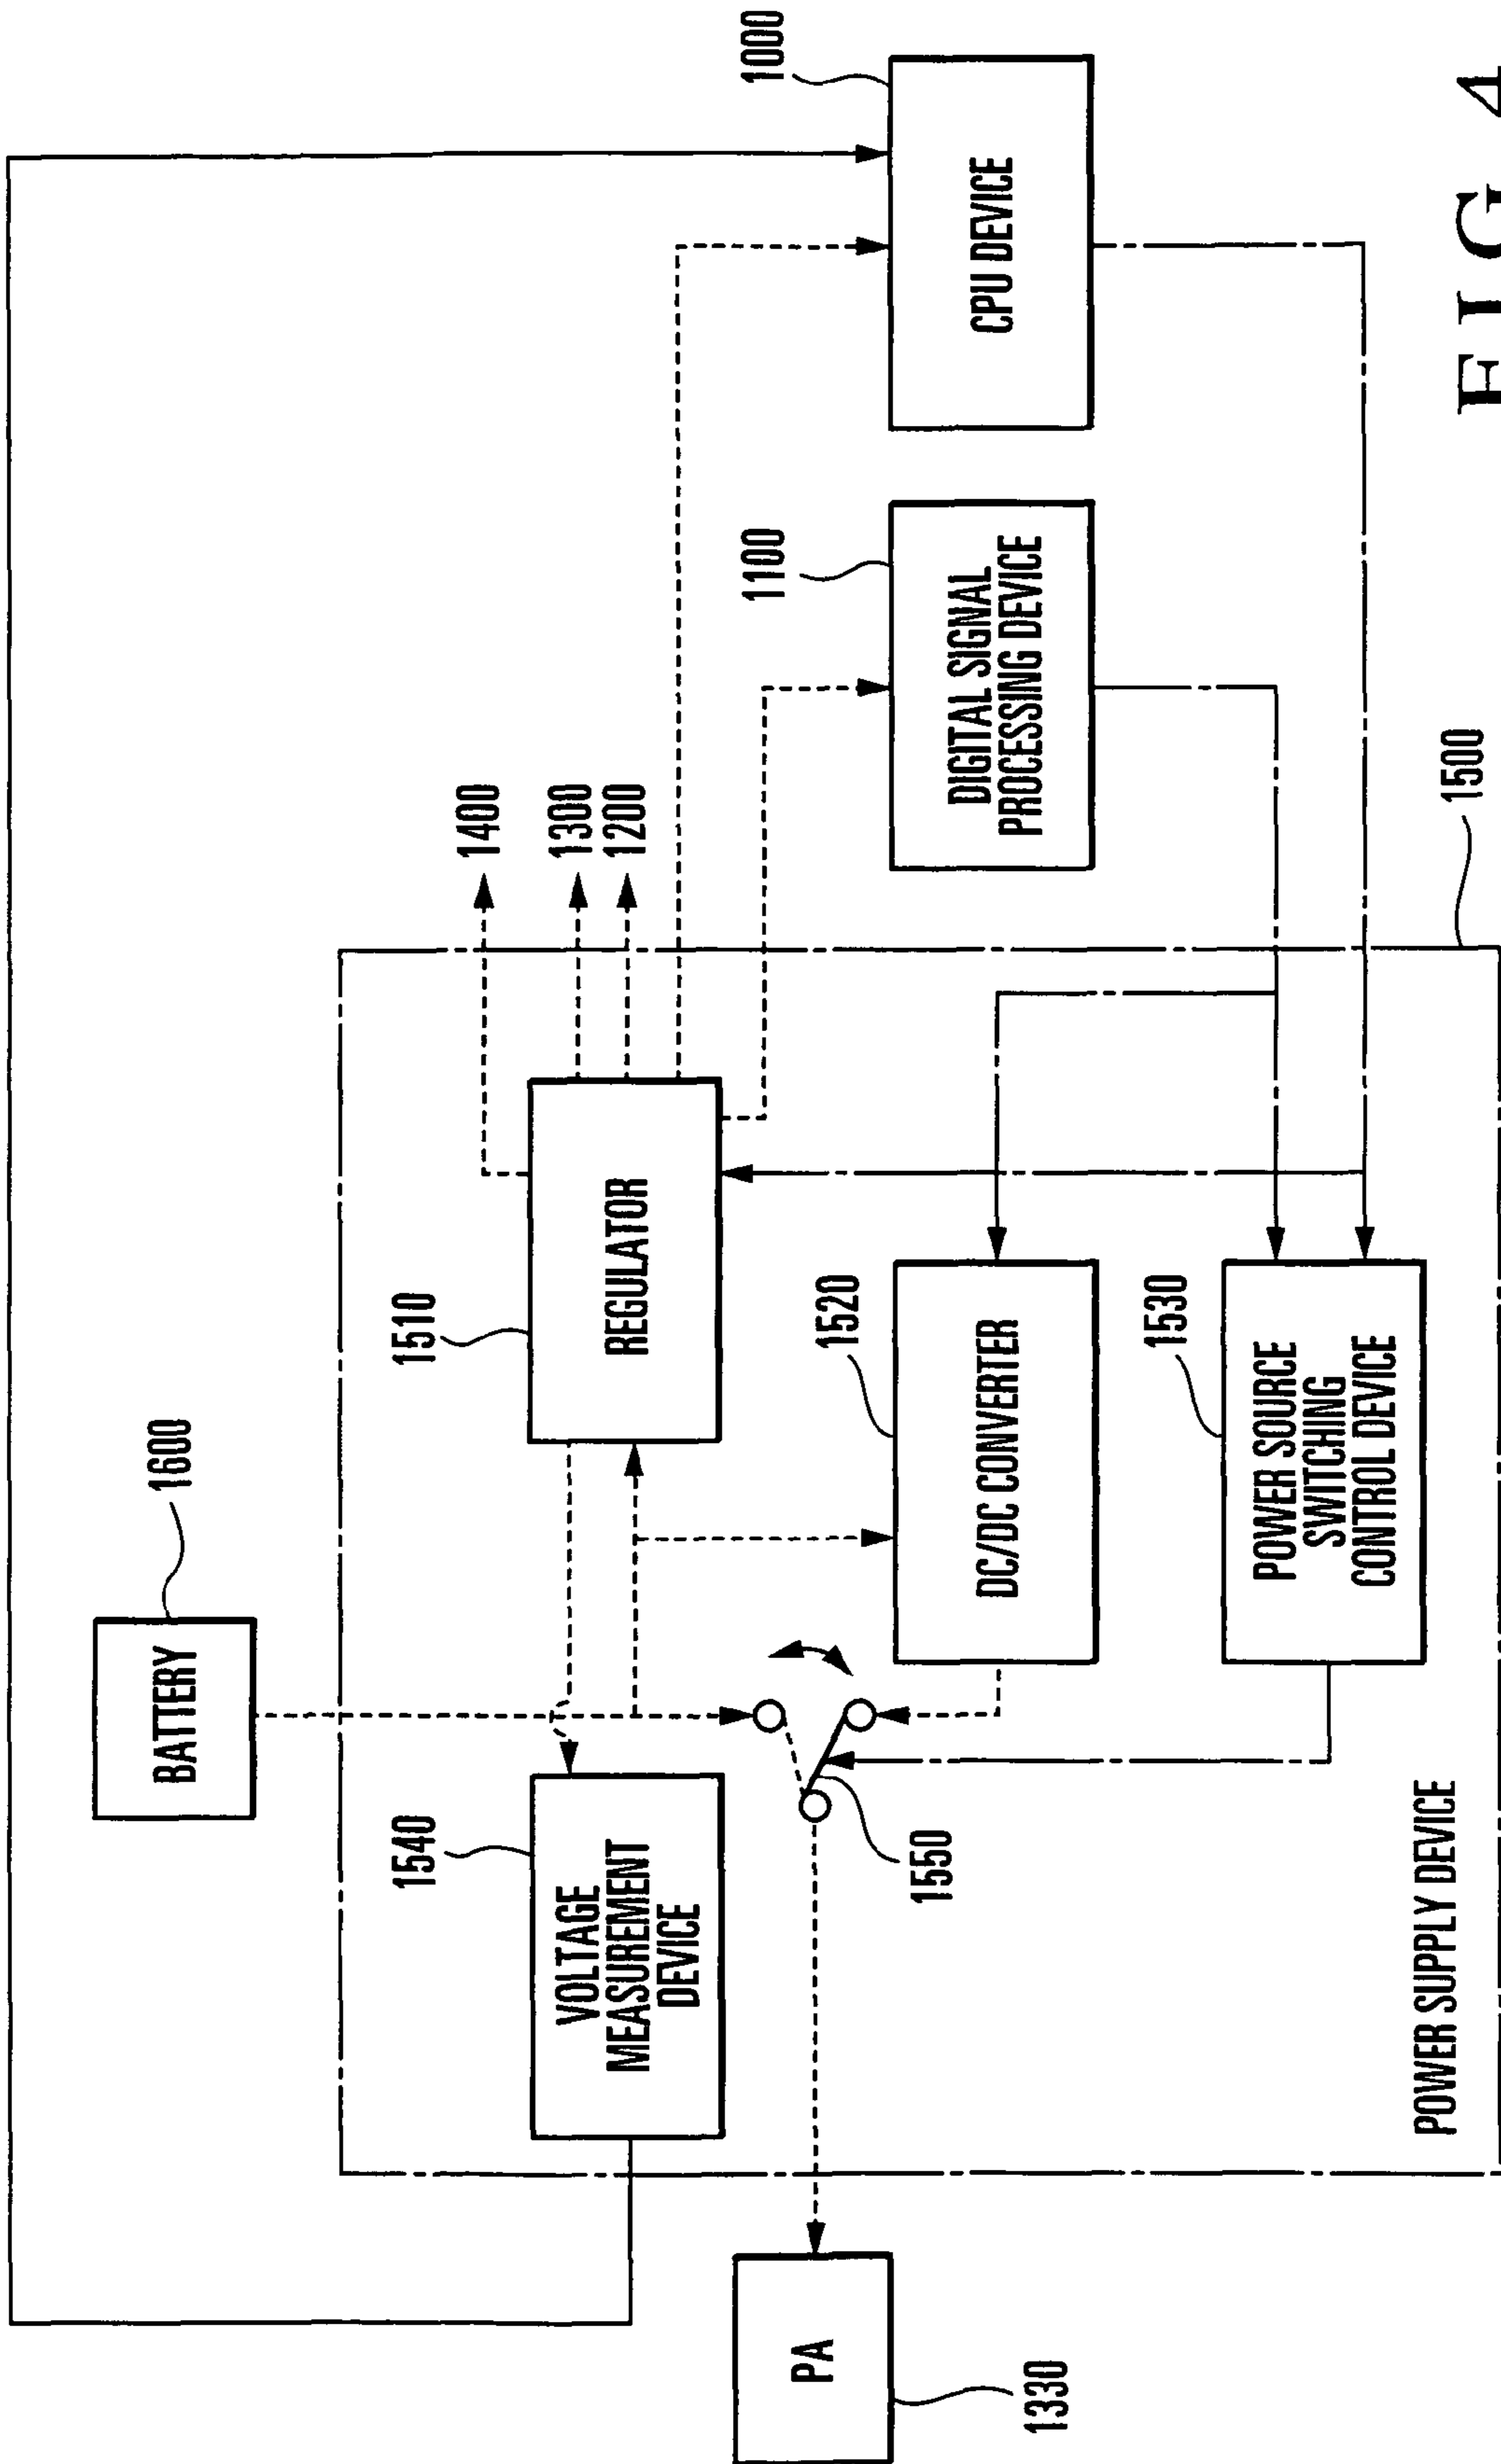 1600
BATTERY
1540
VOLTAGE
MEASUREMENT
DEVICE
1510
REGULATOR
1400
1300
1200
1000
CPU DEVICE
1100
DIGITAL SIGNAL
PROCESSING DEVICE
PA
1330
1550
1520
DC/DC CONVERTER
1530
POWER SOURCE
SWITCHING
CONTROL DEVICE
POWER SUPPLY DEVICE
1500
FIG. 4